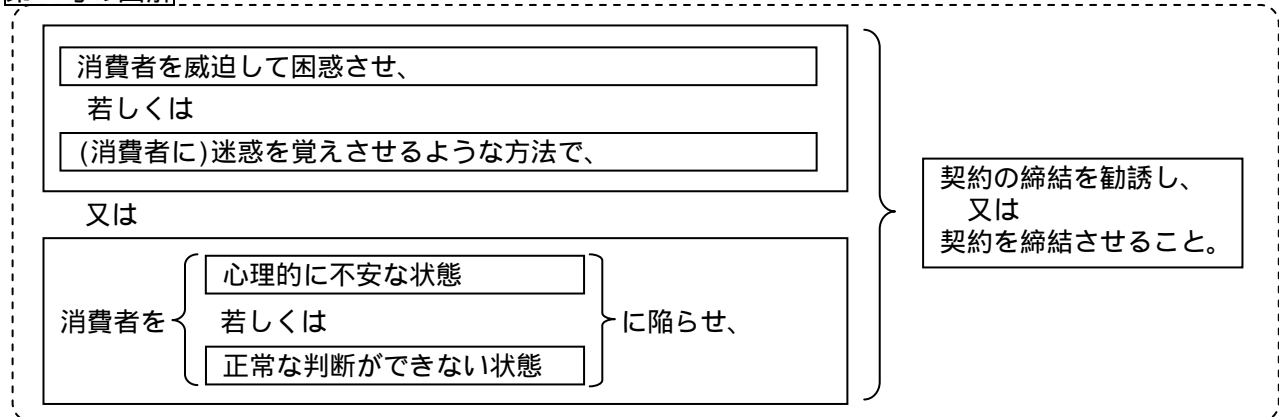 消費者を威迫して困惑させ、
若しくは
(消費者に)迷惑を覚えさせるような方法で、
又は
消費者を
心理的に不安な状態
若しくは
正常な判断ができない状態
に陥らせ、
契約の締結を勧誘し、
又は
契約を締結させること。